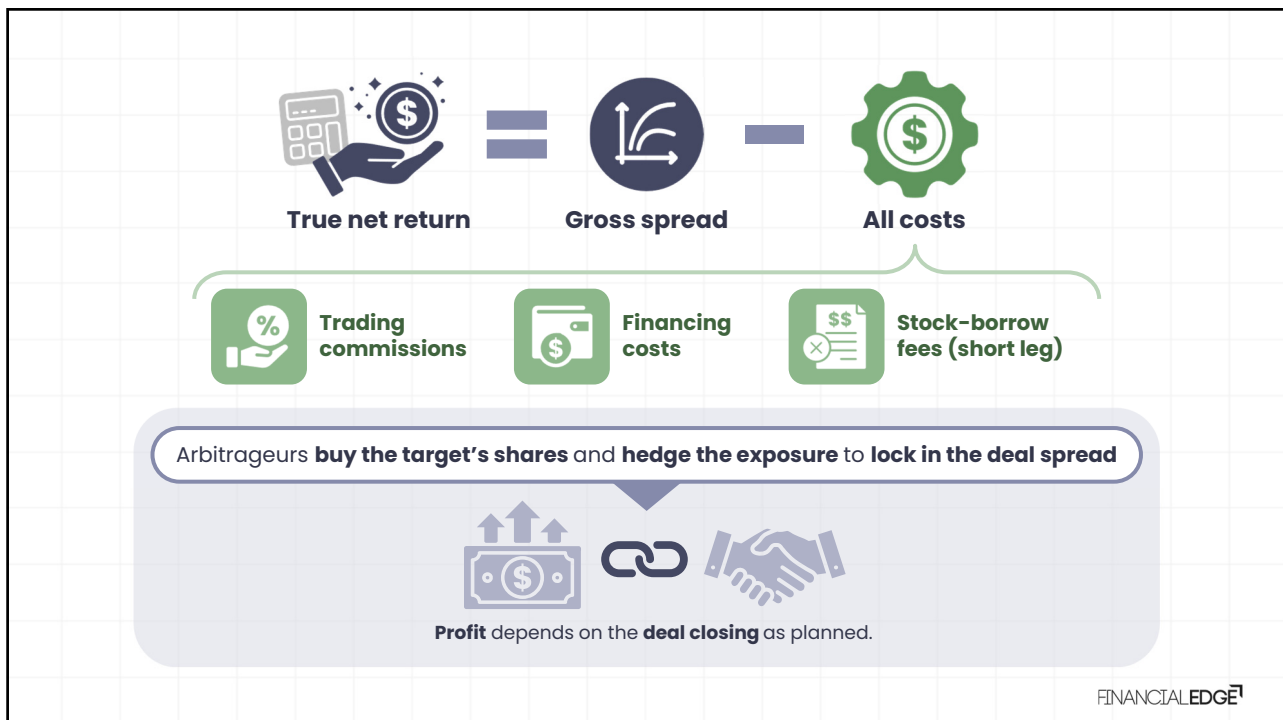 $
$
True net return
Gross spread
All costs
%
Trading
commissions
$
Financing
costs
$$
Stock-borrow
fees (short leg)
Arbitrageurs buy the target’s shares and hedge the exposure to lock in the deal spread
$
Profit depends on the deal closing as planned.
FINANCIALEDGE